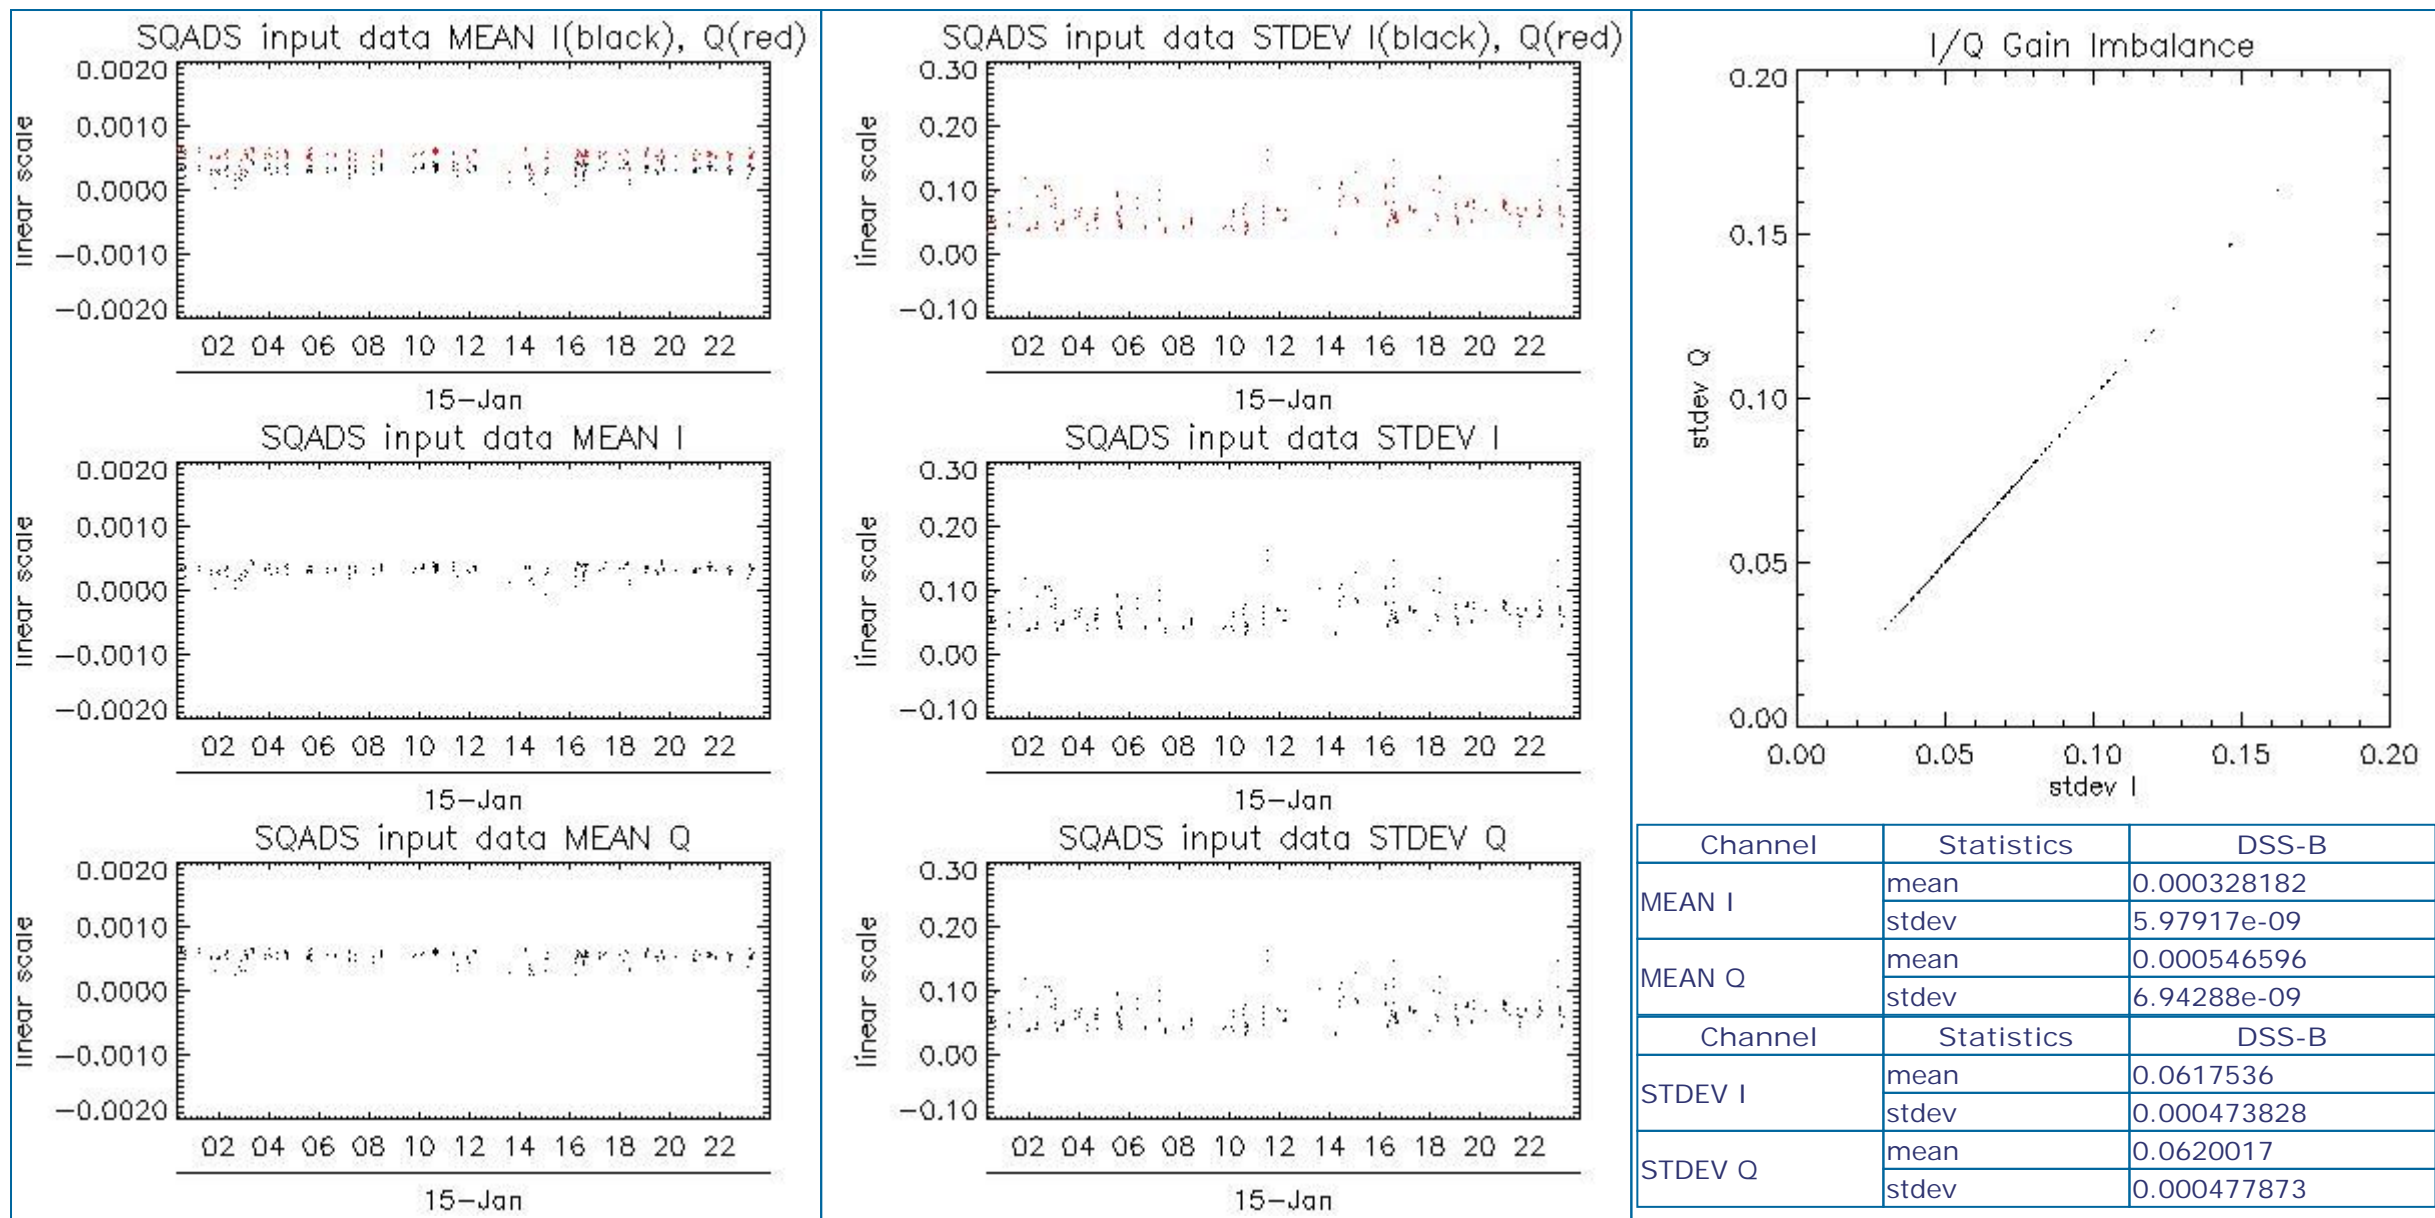 SQADS input data MEAN I(black), Q(red)
0.0020
0.0010
0.0000
−0.0010
−0.0020
linear scale
02 04 06 08 10 12 14 16 18 20 22
15−Jan
SQADS input data MEAN I
0.0020
0.0010
0.0000
−0.0010
−0.0020
linear scale
02 04 06 08 10 12 14 16 18 20 22
15−Jan
SQADS input data MEAN Q
0.0020
0.0010
0.0000
−0.0010
−0.0020
linear scale
02 04 06 08 10 12 14 16 18 20 22
15−Jan
SQADS input data STDEV I(black), Q(red)
0.30
0.20
0.10
0.00
−0.10
linear scale
02 04 06 08 10 12 14 16 18 20 22
15−Jan
SQADS input data STDEV I
0.30
0.20
0.10
0.00
−0.10
linear scale
02 04 06 08 10 12 14 16 18 20 22
15−Jan
SQADS input data STDEV Q
0.30
0.20
0.10
0.00
−0.10
linear scale
02 04 06 08 10 12 14 16 18 20 22
15−Jan
I/Q Gain Imbalance
0.20
0.15
0.10
0.05
0.00
stdev Q
0.00 0.05 0.10 0.15 0.20
stdev I
Channel Statistics DSS-B
MEAN I mean 0.000328182
stdev 5.97917e-09
MEAN Q mean 0.000546596
stdev 6.94288e-09
Channel Statistics DSS-B
STDEV I mean 0.0617536
stdev 0.000473828
STDEV Q mean 0.0620017
stdev 0.000477873